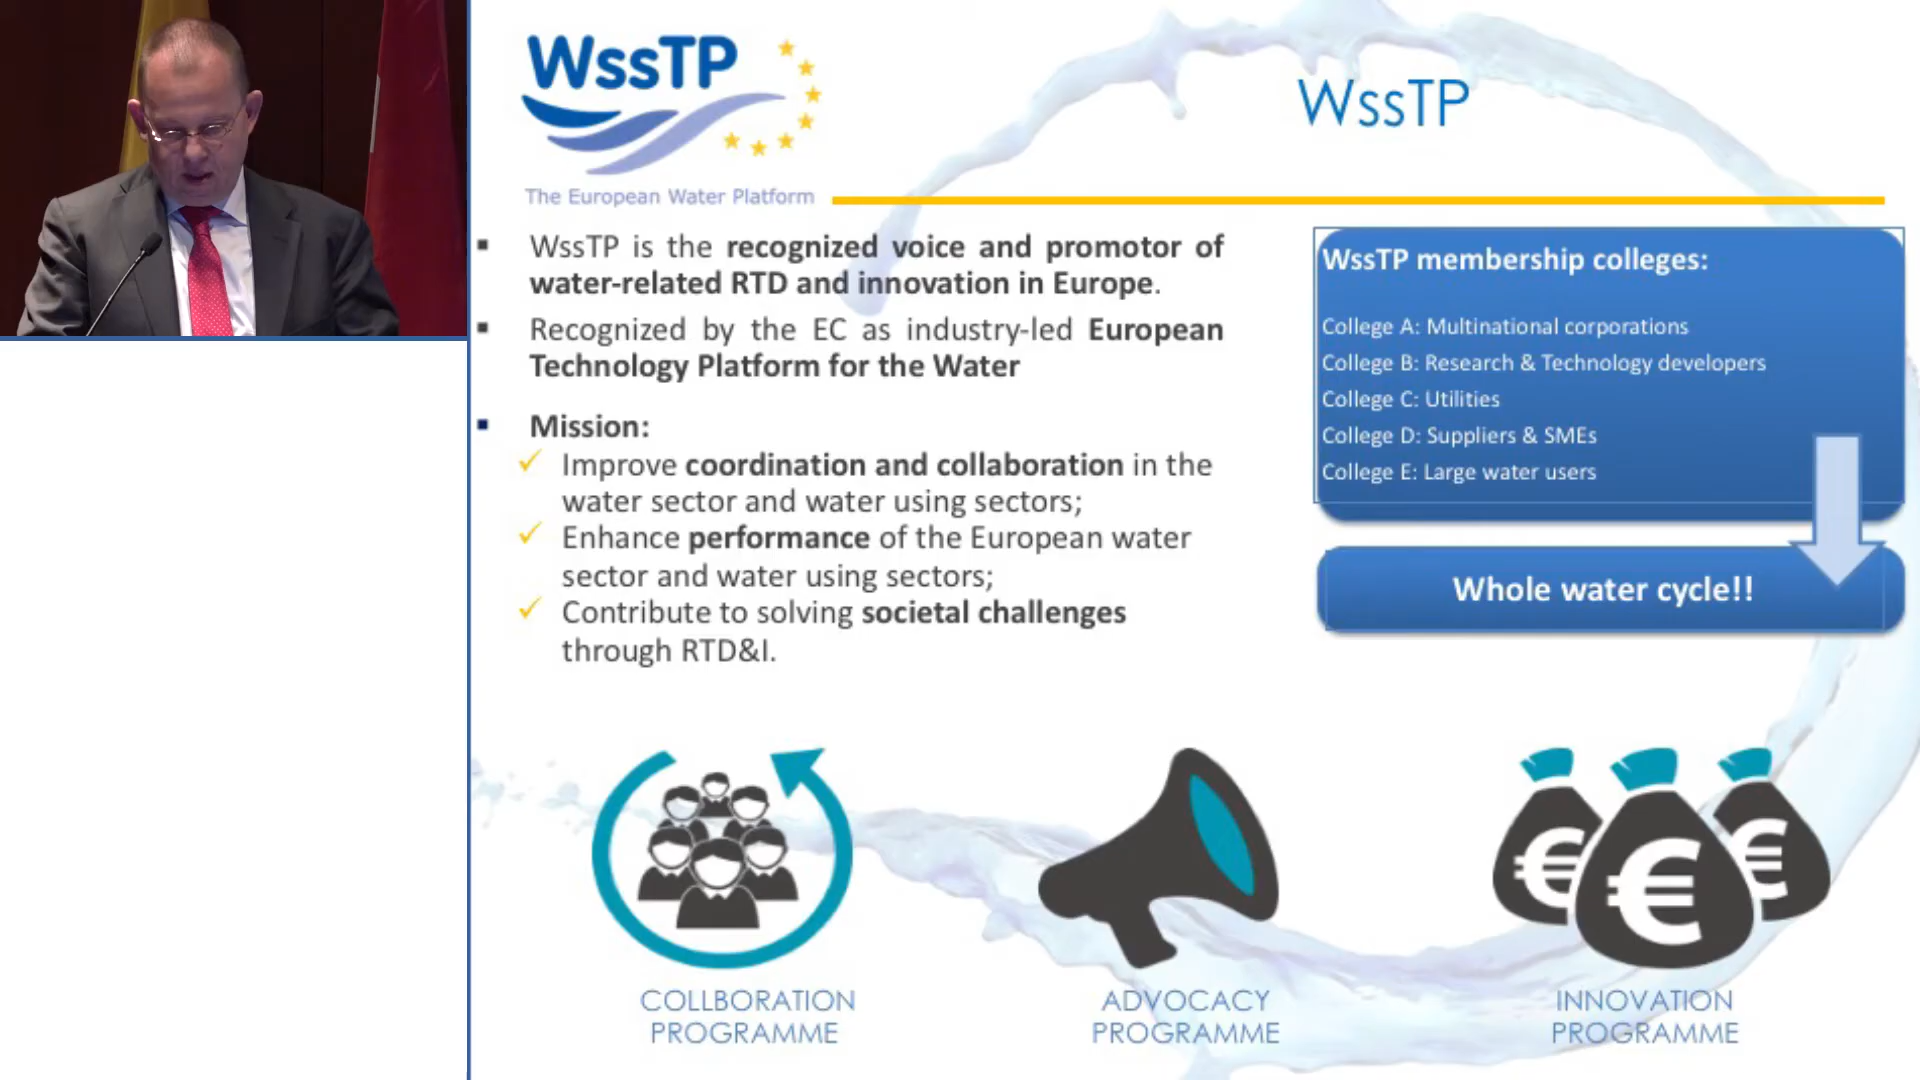 WssTP
The European Water Platform
WssTP
WssTP is the recognized voice and promotor of
water-related RTD and innovation in Europe.
Recognized by the EC as industry-led European
Technology Platform for the Water
Mission:
Improve coordination and collaboration in the
water sector and water using sectors;
Enhance performance of the European water
sector and water using sectors;
Contribute to solving societal challenges
through RTD&I.
WssTP membership colleges:
College A: Multinational corporations
College B: Research & Technology developers
College C: Utilities
College D: Suppliers & SMEs
College E: Large water users
Whole water cycle!!
€ € €
COLLBORATION
PROGRAMME
ADVOCACY
PROGRAMME
INNOVATION
PROGRAMME